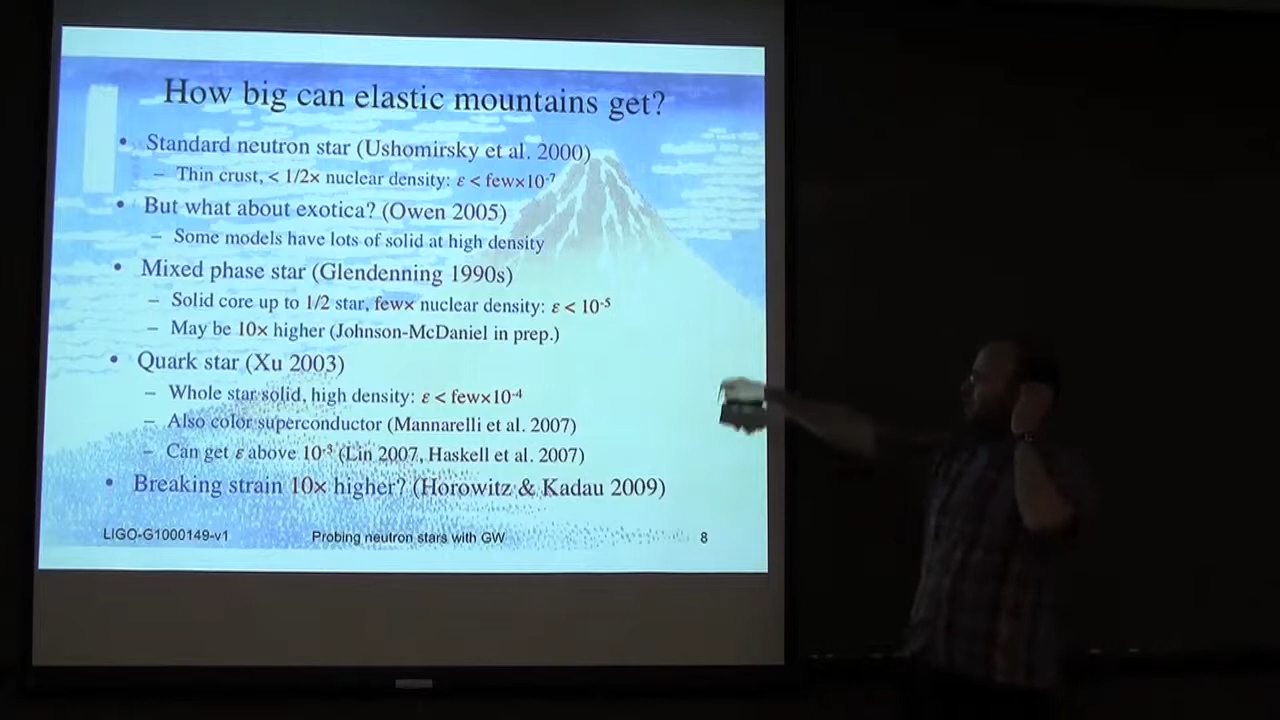 How big can elastic mountains get?
• Standard neutron star (Ushomirsky et al. 2000)
– Thin crust, < 1/2× nuclear density: ε < few×10⁻⁷
• But what about exotica? (Owen 2005)
– Some models have lots of solid at high density
• Mixed phase star (Glendenning 1990s)
– Solid core up to 1/2 star, few× nuclear density: ε < 10⁻⁵
– May be 10× higher (Johnson-McDaniel in prep.)
• Quark star (Xu 2003)
– Whole star solid, high density: ε < few×10⁻⁴
– Also color superconductor (Mannarelli et al. 2007)
– Can get ε above 10⁻³ (Lin 2007, Haskell et al. 2007)
• Breaking strain 10× higher? (Horowitz & Kadau 2009)
LIGO-G1000149-v1 Probing neutron stars with GW 8